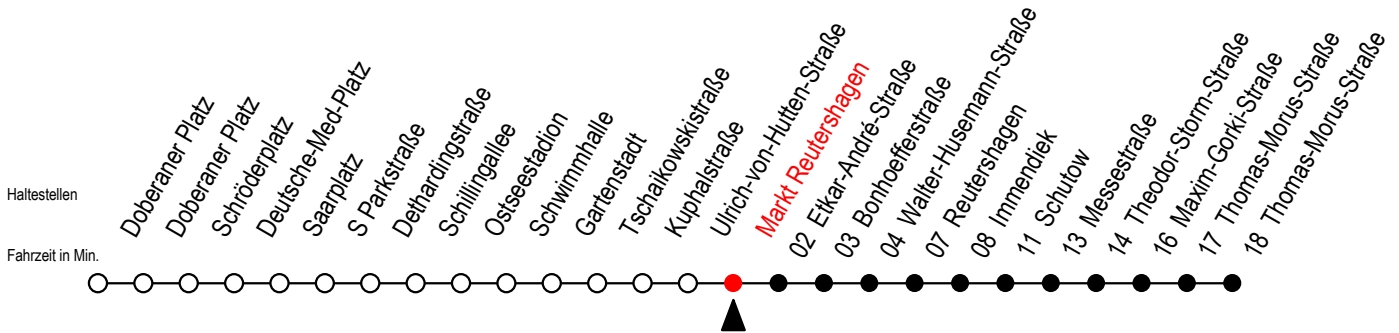 Haltestellen
Fahrzeit in Min.
Doberaner Platz
Doberaner Platz
Schröderplatz
Deutsche-Med-Platz
Saarplatz
S Parkstraße
Dethardingstraße
Schillingallee
Ostseestadion
Schwimmhalle
Gartenstadt
Tschaikowskistraße
Kuphalstraße
Ulrich-von-Hutten-Straße
Markt Reutershagen
02 Etkar-André-Straße
03 Bonhoefferstraße
04 Walter-Husemann-Straße
07 Reutershagen
08 Immendiek
11 Schutow
13 Messestraße
14 Theodor-Storm-Straße
16 Maxim-Gorki-Straße
17 Thomas-Morus-Straße
18 Thomas-Morus-Straße